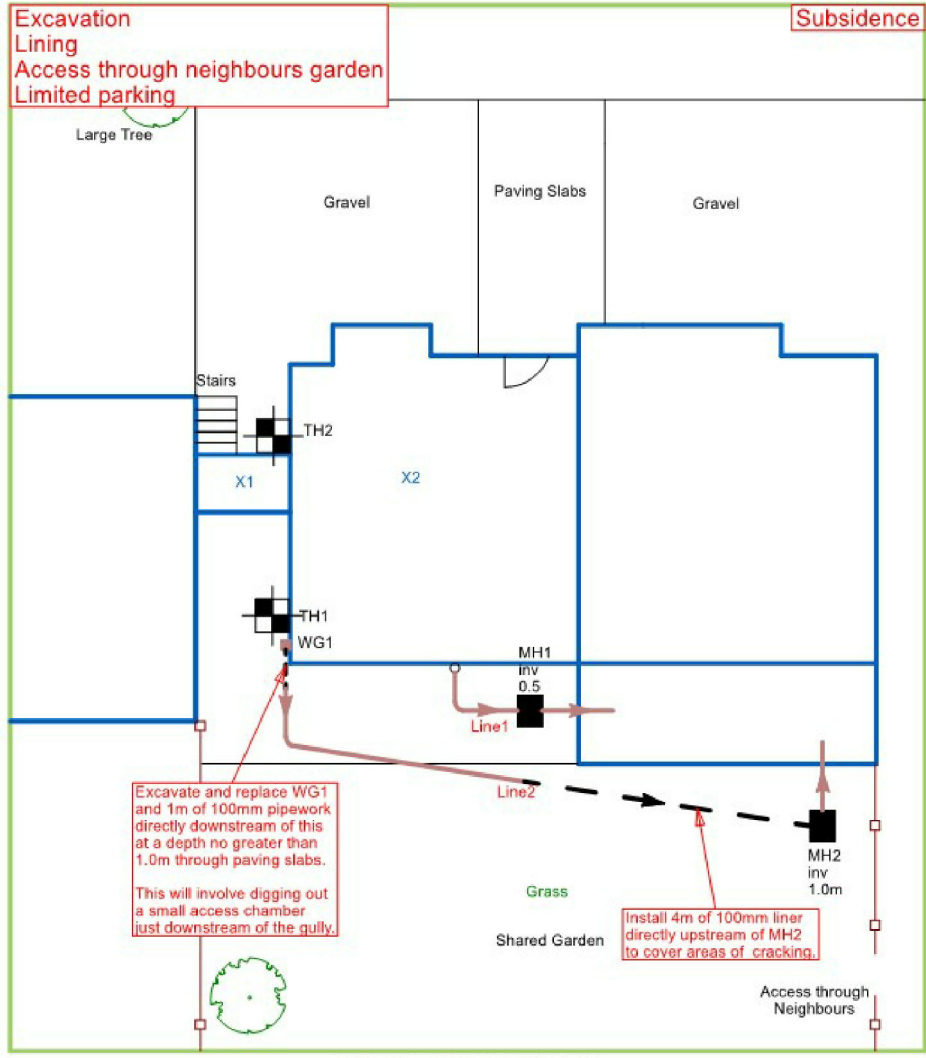 Excavation
Lining
Access through neighbours garden
Limited parking
Subsidence
Large Tree
Gravel
Paving Slabs
Gravel
Stairs
TH2
X1
X2
TH1
WG1
MH1
inv
0.5
Line1
Excavate and replace WG1
and 1m of 100mm pipework
directly downstream of this
at a depth no greater than
1.0m through paving slabs.
This will involve digging out
a small access chamber
just downstream of the gully.
Line2
MH2
inv
1.0m
Grass
Shared Garden
Install 4m of 100mm liner
directly upstream of MH2
to cover areas of cracking.
Access through
Neighbours